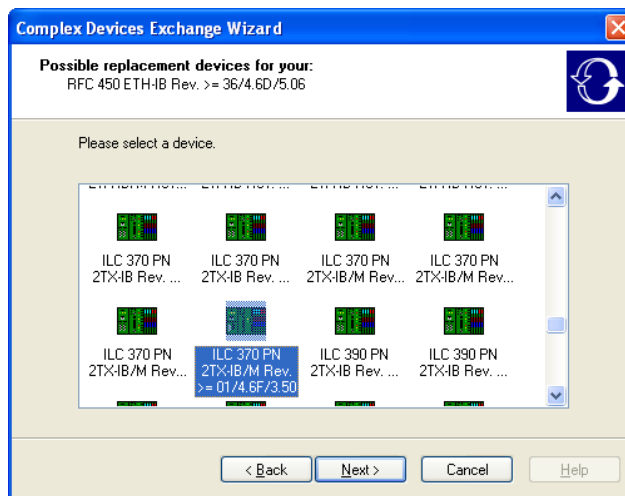 Complex Devices Exchange Wizard
Possible replacement devices for your:
RFC 450 ETH-IB Rev. >= 36/4.6D/5.06
Please select a device.
ILC 370 PN ILC 370 PN ILC 370 PN ILC 370 PN
2TX-IB Rev. ... 2TX-IB Rev. ... 2TX-IB/M Rev... 2TX-IB/M Rev...
ILC 370 PN ILC 370 PN ILC 390 PN ILC 390 PN
2TX-IB/M Rev... 2TX-IB/M Rev. 2TX-IB Rev. ... 2TX-IB Rev. ...
>= 01/4.6F/3.50
< Back Next > Cancel Help